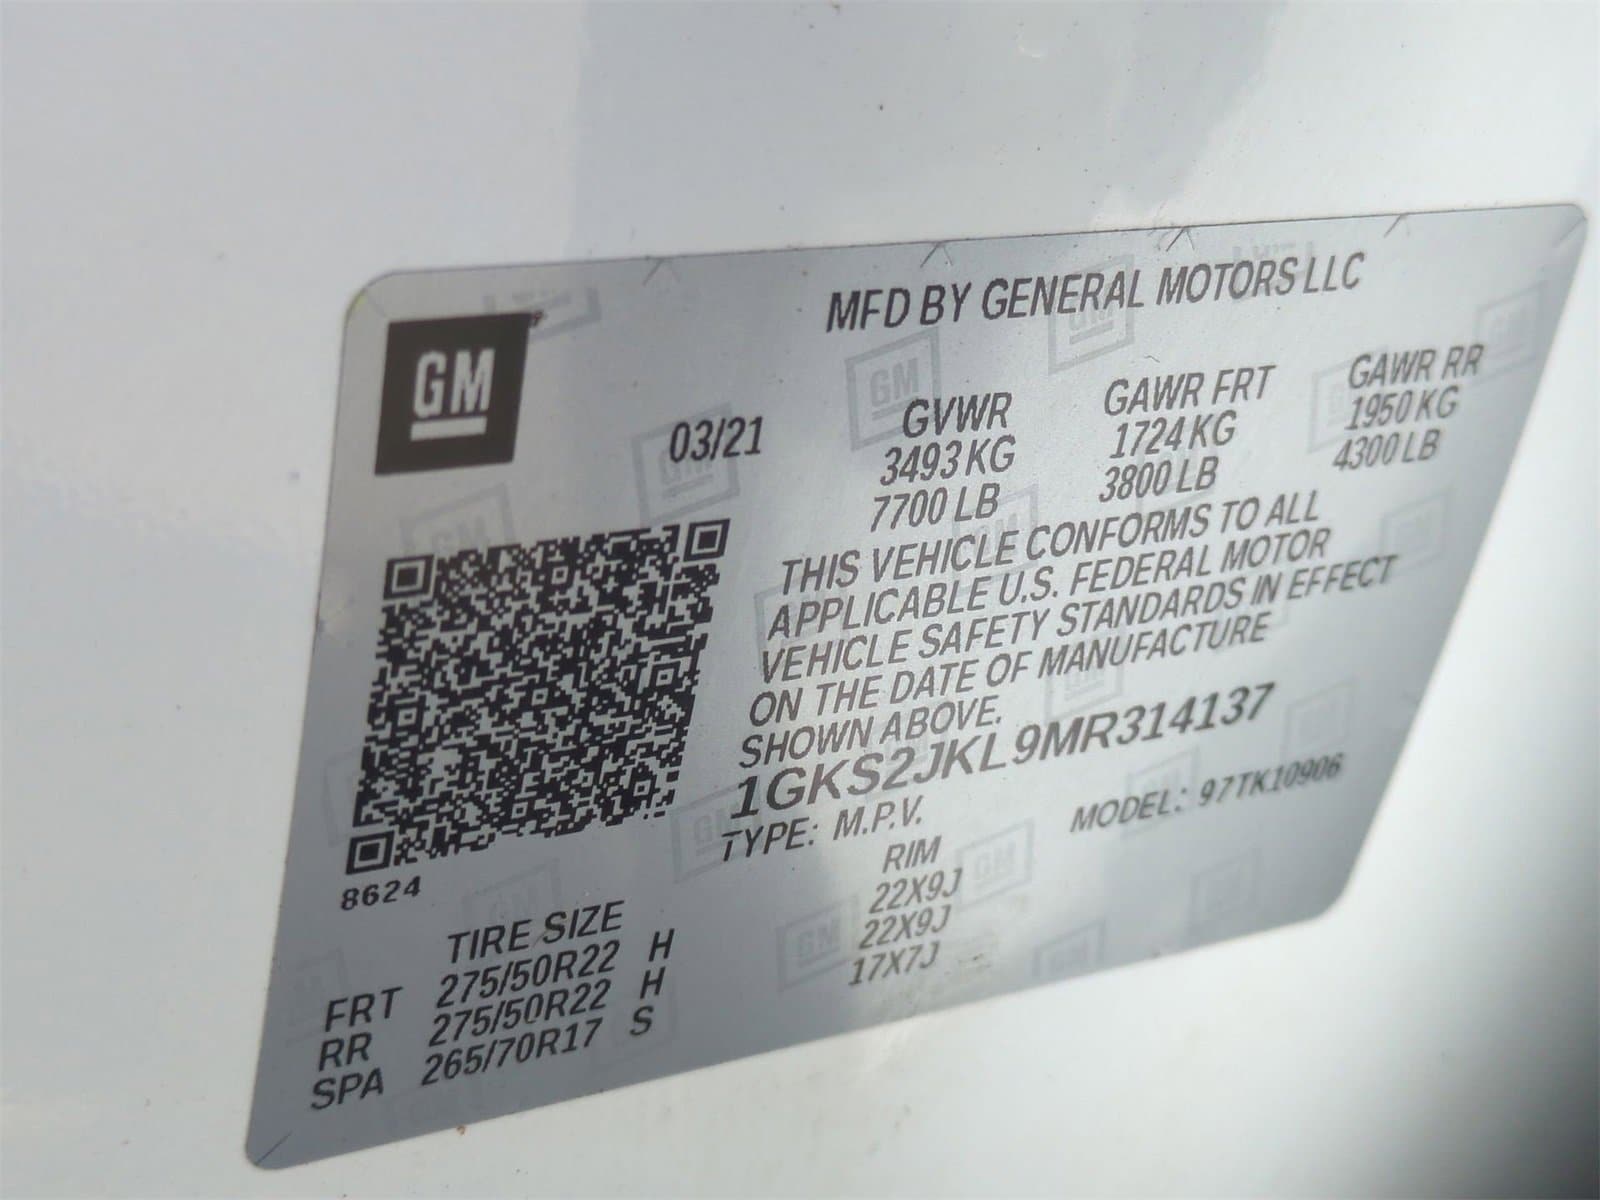 MFD BY GENERAL MOTORS LLC
GM
03/21
GVWR GAWR FRT GAWR RR
3493 KG 1724 KG 1950 KG
7700 LB 3800 LB 4300 LB
THIS VEHICLE CONFORMS TO ALL
APPLICABLE U.S. FEDERAL MOTOR
VEHICLE SAFETY STANDARDS IN EFFECT
ON THE DATE OF MANUFACTURE
SHOWN ABOVE.
1GKS2JKL9MR314137
TYPE: M.P.V. MODEL: 97TK10906
8624
TIRE SIZE RIM
FRT 275/50R22 H 22X9J
RR 275/50R22 H 22X9J
SPA 265/70R17 S 17X7J